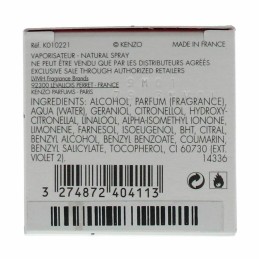 Réf. K010221 © KENZO MADE IN FRANCE
VAPORISATEUR - NATURAL SPRAY
NE PEUT ÊTRE VENDU QUE PAR LES DISTRIBUTEURS AGRÉÉS
EXCLUSIVE SALE THROUGH AUTHORIZED RETAILERS
LVMH Fragrance Brands
92300 LEVALLOIS PERRET - FRANCE
KENZO PARFUMS - PARIS
INGREDIENTS: ALCOHOL, PARFUM (FRAGRANCE),
AQUA (WATER), GERANIOL, CITRONELLOL, HYDROXY-
CITRONELLAL, LINALOOL, ALPHA-ISOMETHYL IONONE,
LIMONENE, FARNESOL, ISOEUGENOL, BHT, CITRAL,
BENZYL ALCOHOL, BENZYL BENZOATE, COUMARIN,
BENZYL SALICYLATE, TOCOPHEROL, CI 60730 (EXT.
VIOLET 2). 14336
3 274872 404113